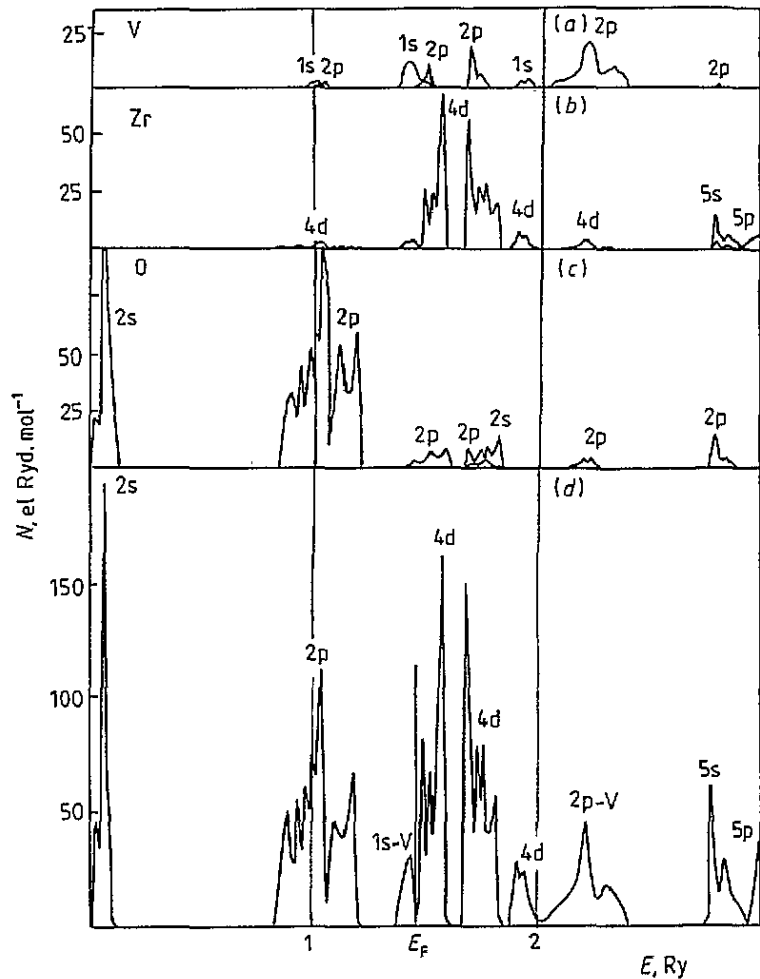 V
25
1s 2p
1s
2p
2p
1s
(a) 2p
2p
Zr
50
25
4d
4d
4d
(b)
4d
5s
5p
O
50
25
2s
2p
2p
2p
2s
(c)
2p
2p
N, el Ryd. mol⁻¹
150
100
50
2s
2p
1s-V
4d
4d
4d
(d)
2p-V
5s
5p
1
E_F
2
E, Ry